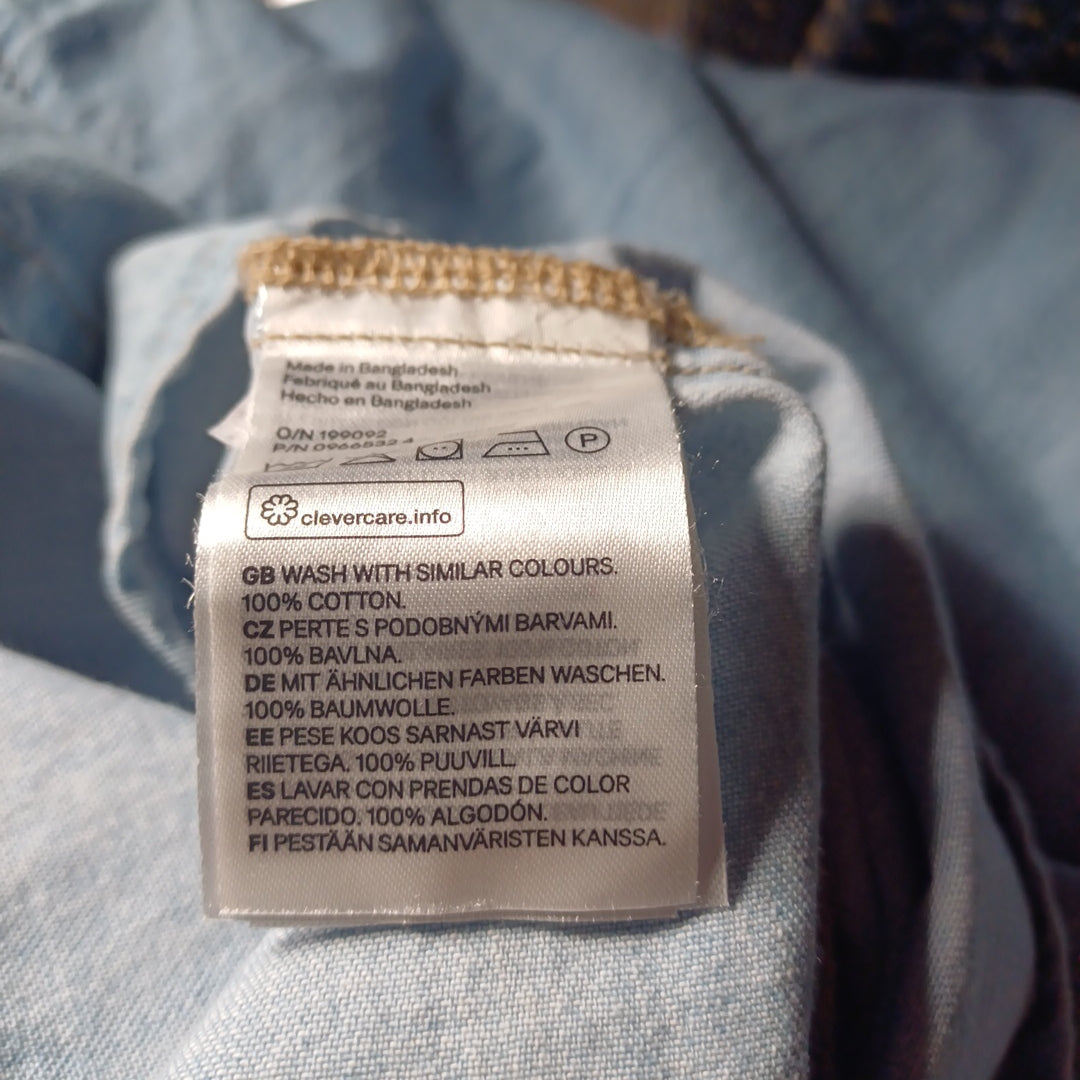 Made in Bangladesh
Fabriqué au Bangladesh
Hecho en Bangladesh
O/N 199092
P/N
P
clevercare.info
GB WASH WITH SIMILAR COLOURS.
100% COTTON.
CZ PERTE S PODOBNÝMI BARVAMI.
100% BAVLNA.
DE MIT ÄHNLICHEN FARBEN WASCHEN.
100% BAUMWOLLE.
EE PESE KOOS SARNAST VÄRVI
RIIETEGA. 100% PUUVILL.
ES LAVAR CON PRENDAS DE COLOR
PARECIDO. 100% ALGODÓN.
FI PESTÄÄN SAMANVÄRISTEN KANSSA.